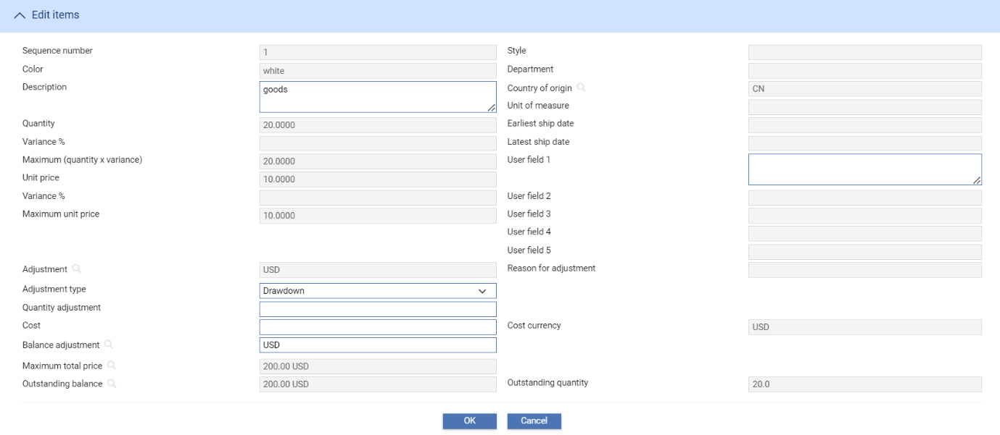 Edit items
Sequence number 1 Style
Color white Department
Description goods Country of origin CN
Unit of measure
Quantity 20.0000 Earliest ship date
Variance % Latest ship date
Maximum (quantity x variance) 20.0000 User field 1
Unit price 10.0000
Variance % User field 2
Maximum unit price 10.0000 User field 3
User field 4
User field 5
Adjustment USD Reason for adjustment
Adjustment type Drawdown
Quantity adjustment
Cost Cost currency USD
Balance adjustment USD
Maximum total price 200.00 USD
Outstanding balance 200.00 USD Outstanding quantity 20.0
OK Cancel